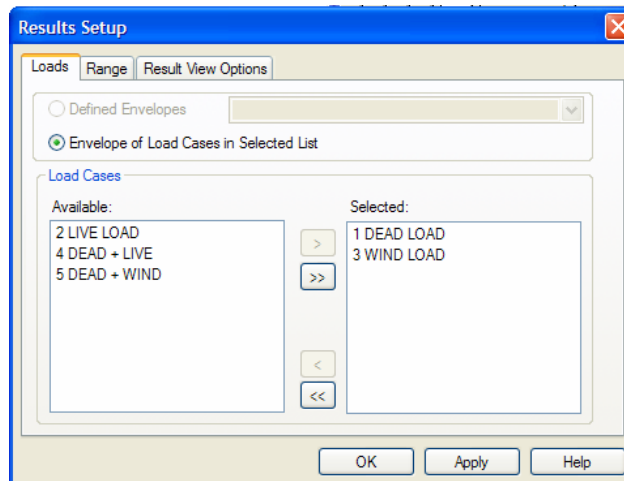 Results Setup
Loads
Range
Result View Options
Defined Envelopes
Envelope of Load Cases in Selected List
Load Cases
Available:
2 LIVE LOAD
4 DEAD + LIVE
5 DEAD + WIND
>
>>
<
<<
Selected:
1 DEAD LOAD
3 WIND LOAD
OK
Apply
Help